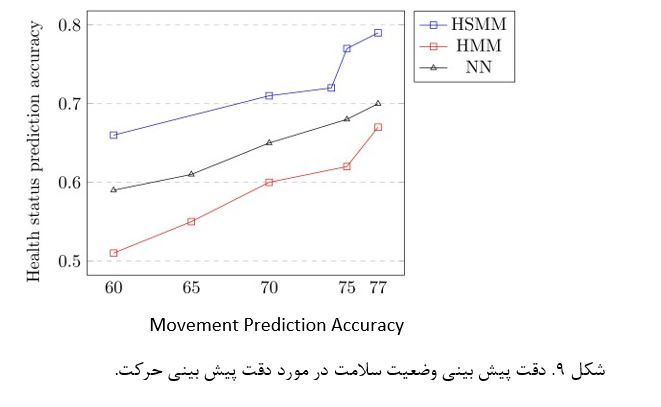 Health status prediction accuracy
0.8
0.7
0.6
0.5
60 65 70 75 77
HSMM
HMM
NN
Movement Prediction Accuracy
شکل ۹. دقت پیش بینی وضعیت سلامت در مورد دقت پیش بینی حرکت.